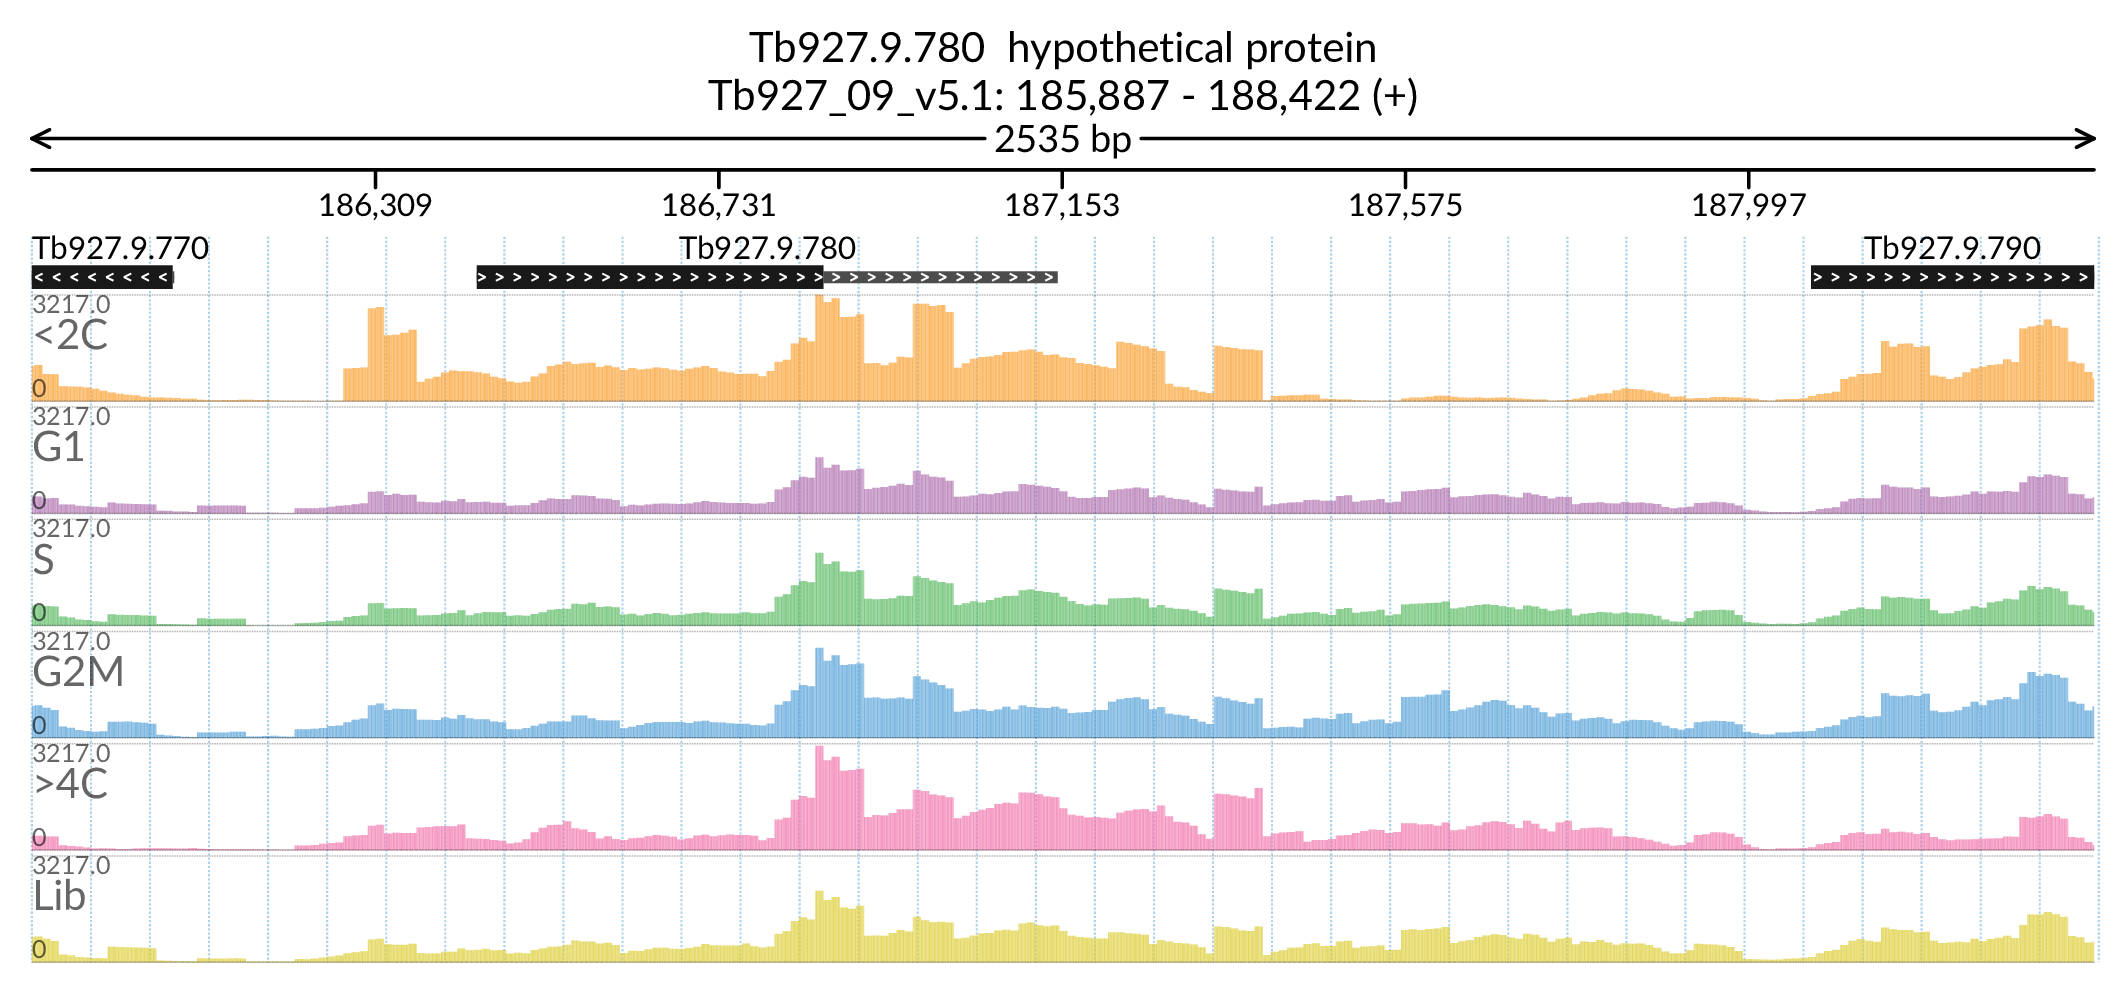 Tb927.9.780  hypothetical protein
Tb927_09_v5.1: 185,887 - 188,422 (+)
2535 bp
186,309 186,731 187,153 187,575 187,997
Tb927.9.770 Tb927.9.780 Tb927.9.790
3217.0
<2C
0
3217.0
G1
0
3217.0
S
0
3217.0
G2M
0
3217.0
>4C
0
3217.0
Lib
0